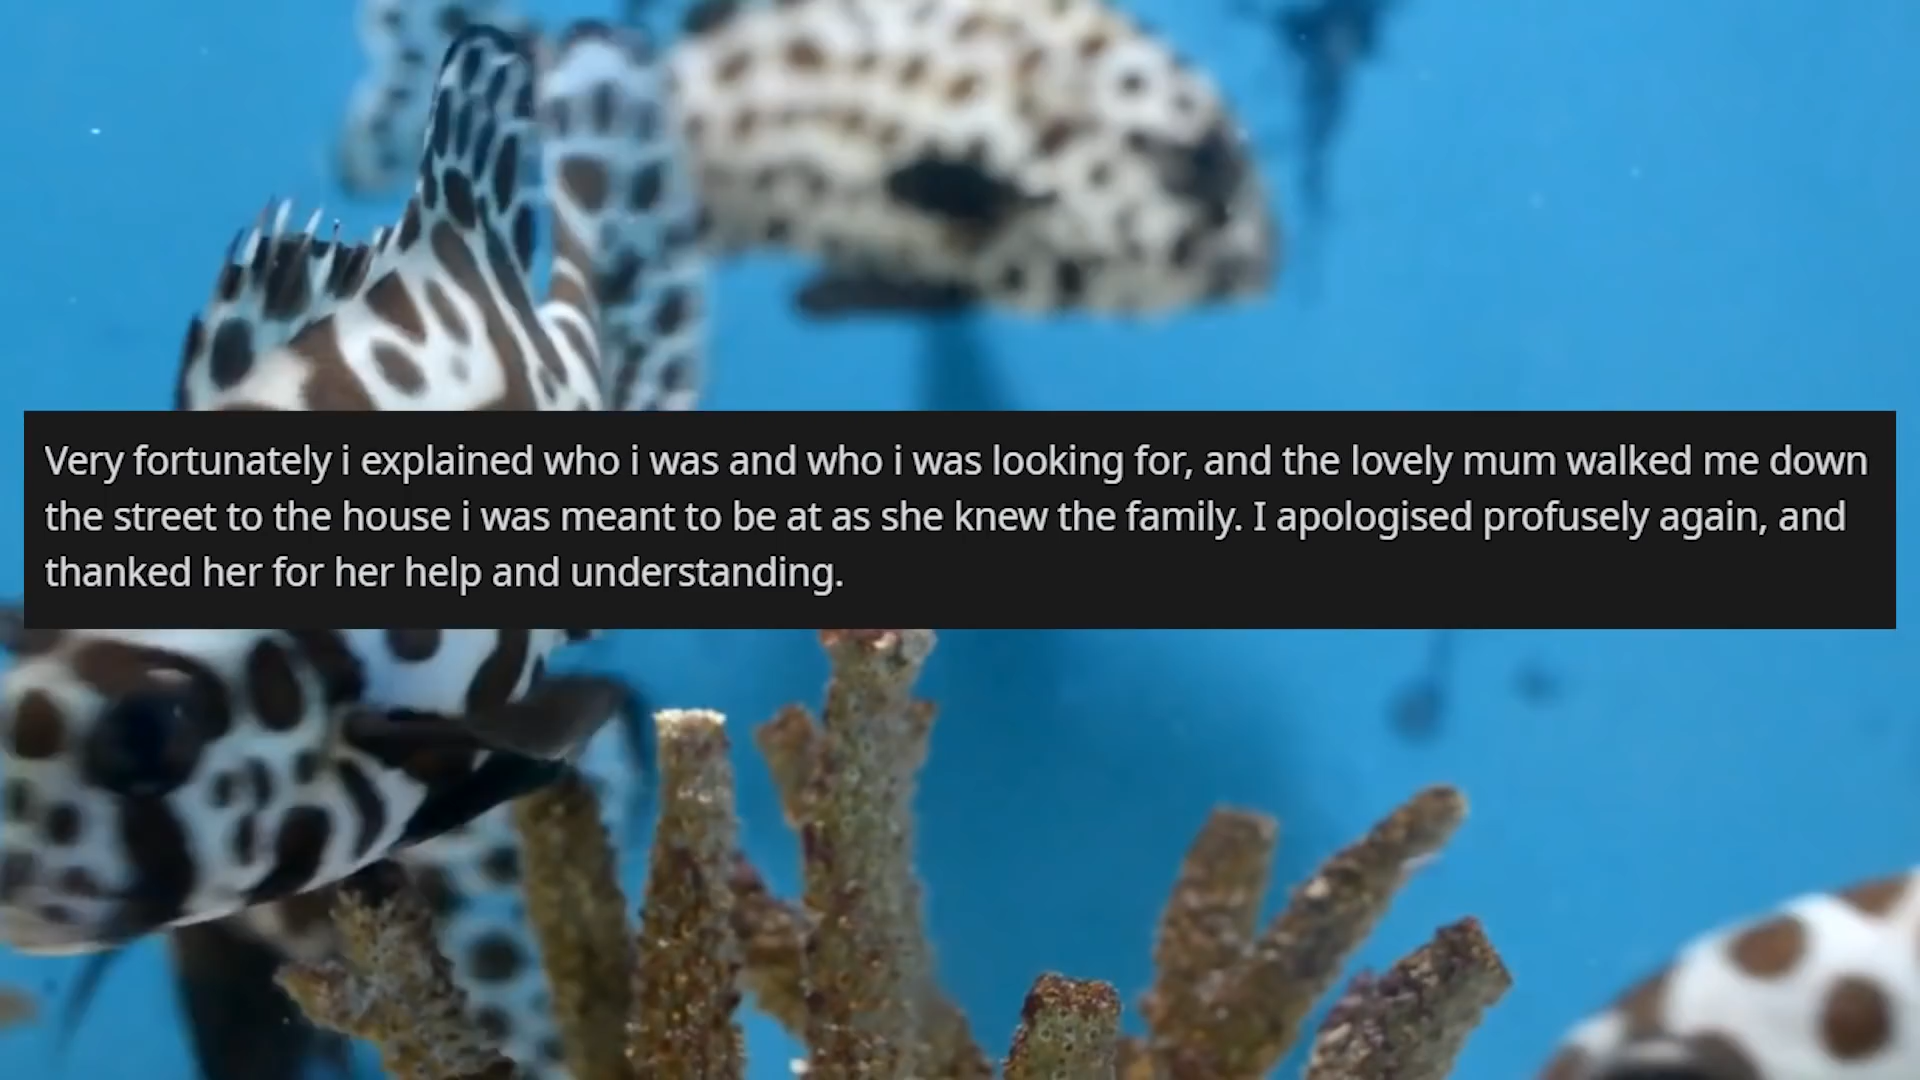 Very fortunately i explained who i was and who i was looking for, and the lovely mum walked me down
the street to the house i was meant to be at as she knew the family. I apologised profusely again, and
thanked her for her help and understanding.